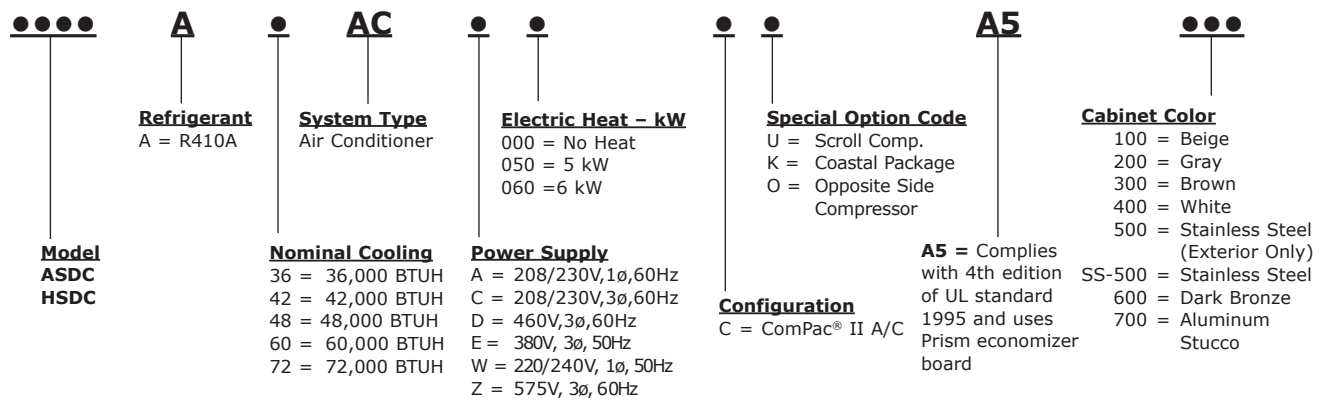 ●●●● A ● AC ● ● ● ● A5 ●●●
Refrigerant
A = R410A
System Type
Air Conditioner
Electric Heat – kW
000 = No Heat
050 = 5 kW
060 =6 kW
Special Option Code
U = Scroll Comp.
K = Coastal Package
O = Opposite Side
Compressor
Cabinet Color
100 = Beige
200 = Gray
300 = Brown
400 = White
500 = Stainless Steel
(Exterior Only)
SS-500 = Stainless Steel
600 = Dark Bronze
700 = Aluminum
Stucco
Model
ASDC
HSDC
Nominal Cooling
36 = 36,000 BTUH
42 = 42,000 BTUH
48 = 48,000 BTUH
60 = 60,000 BTUH
72 = 72,000 BTUH
Power Supply
A = 208/230V,1ø,60Hz
C = 208/230V,3ø,60Hz
D = 460V,3ø,60Hz
E = 380V, 3ø, 50Hz
W = 220/240V, 1ø, 50Hz
Z = 575V, 3ø, 60Hz
Configuration
C = ComPac® II A/C
A5 = Complies
with 4th edition
of UL standard
1995 and uses
Prism economizer
board